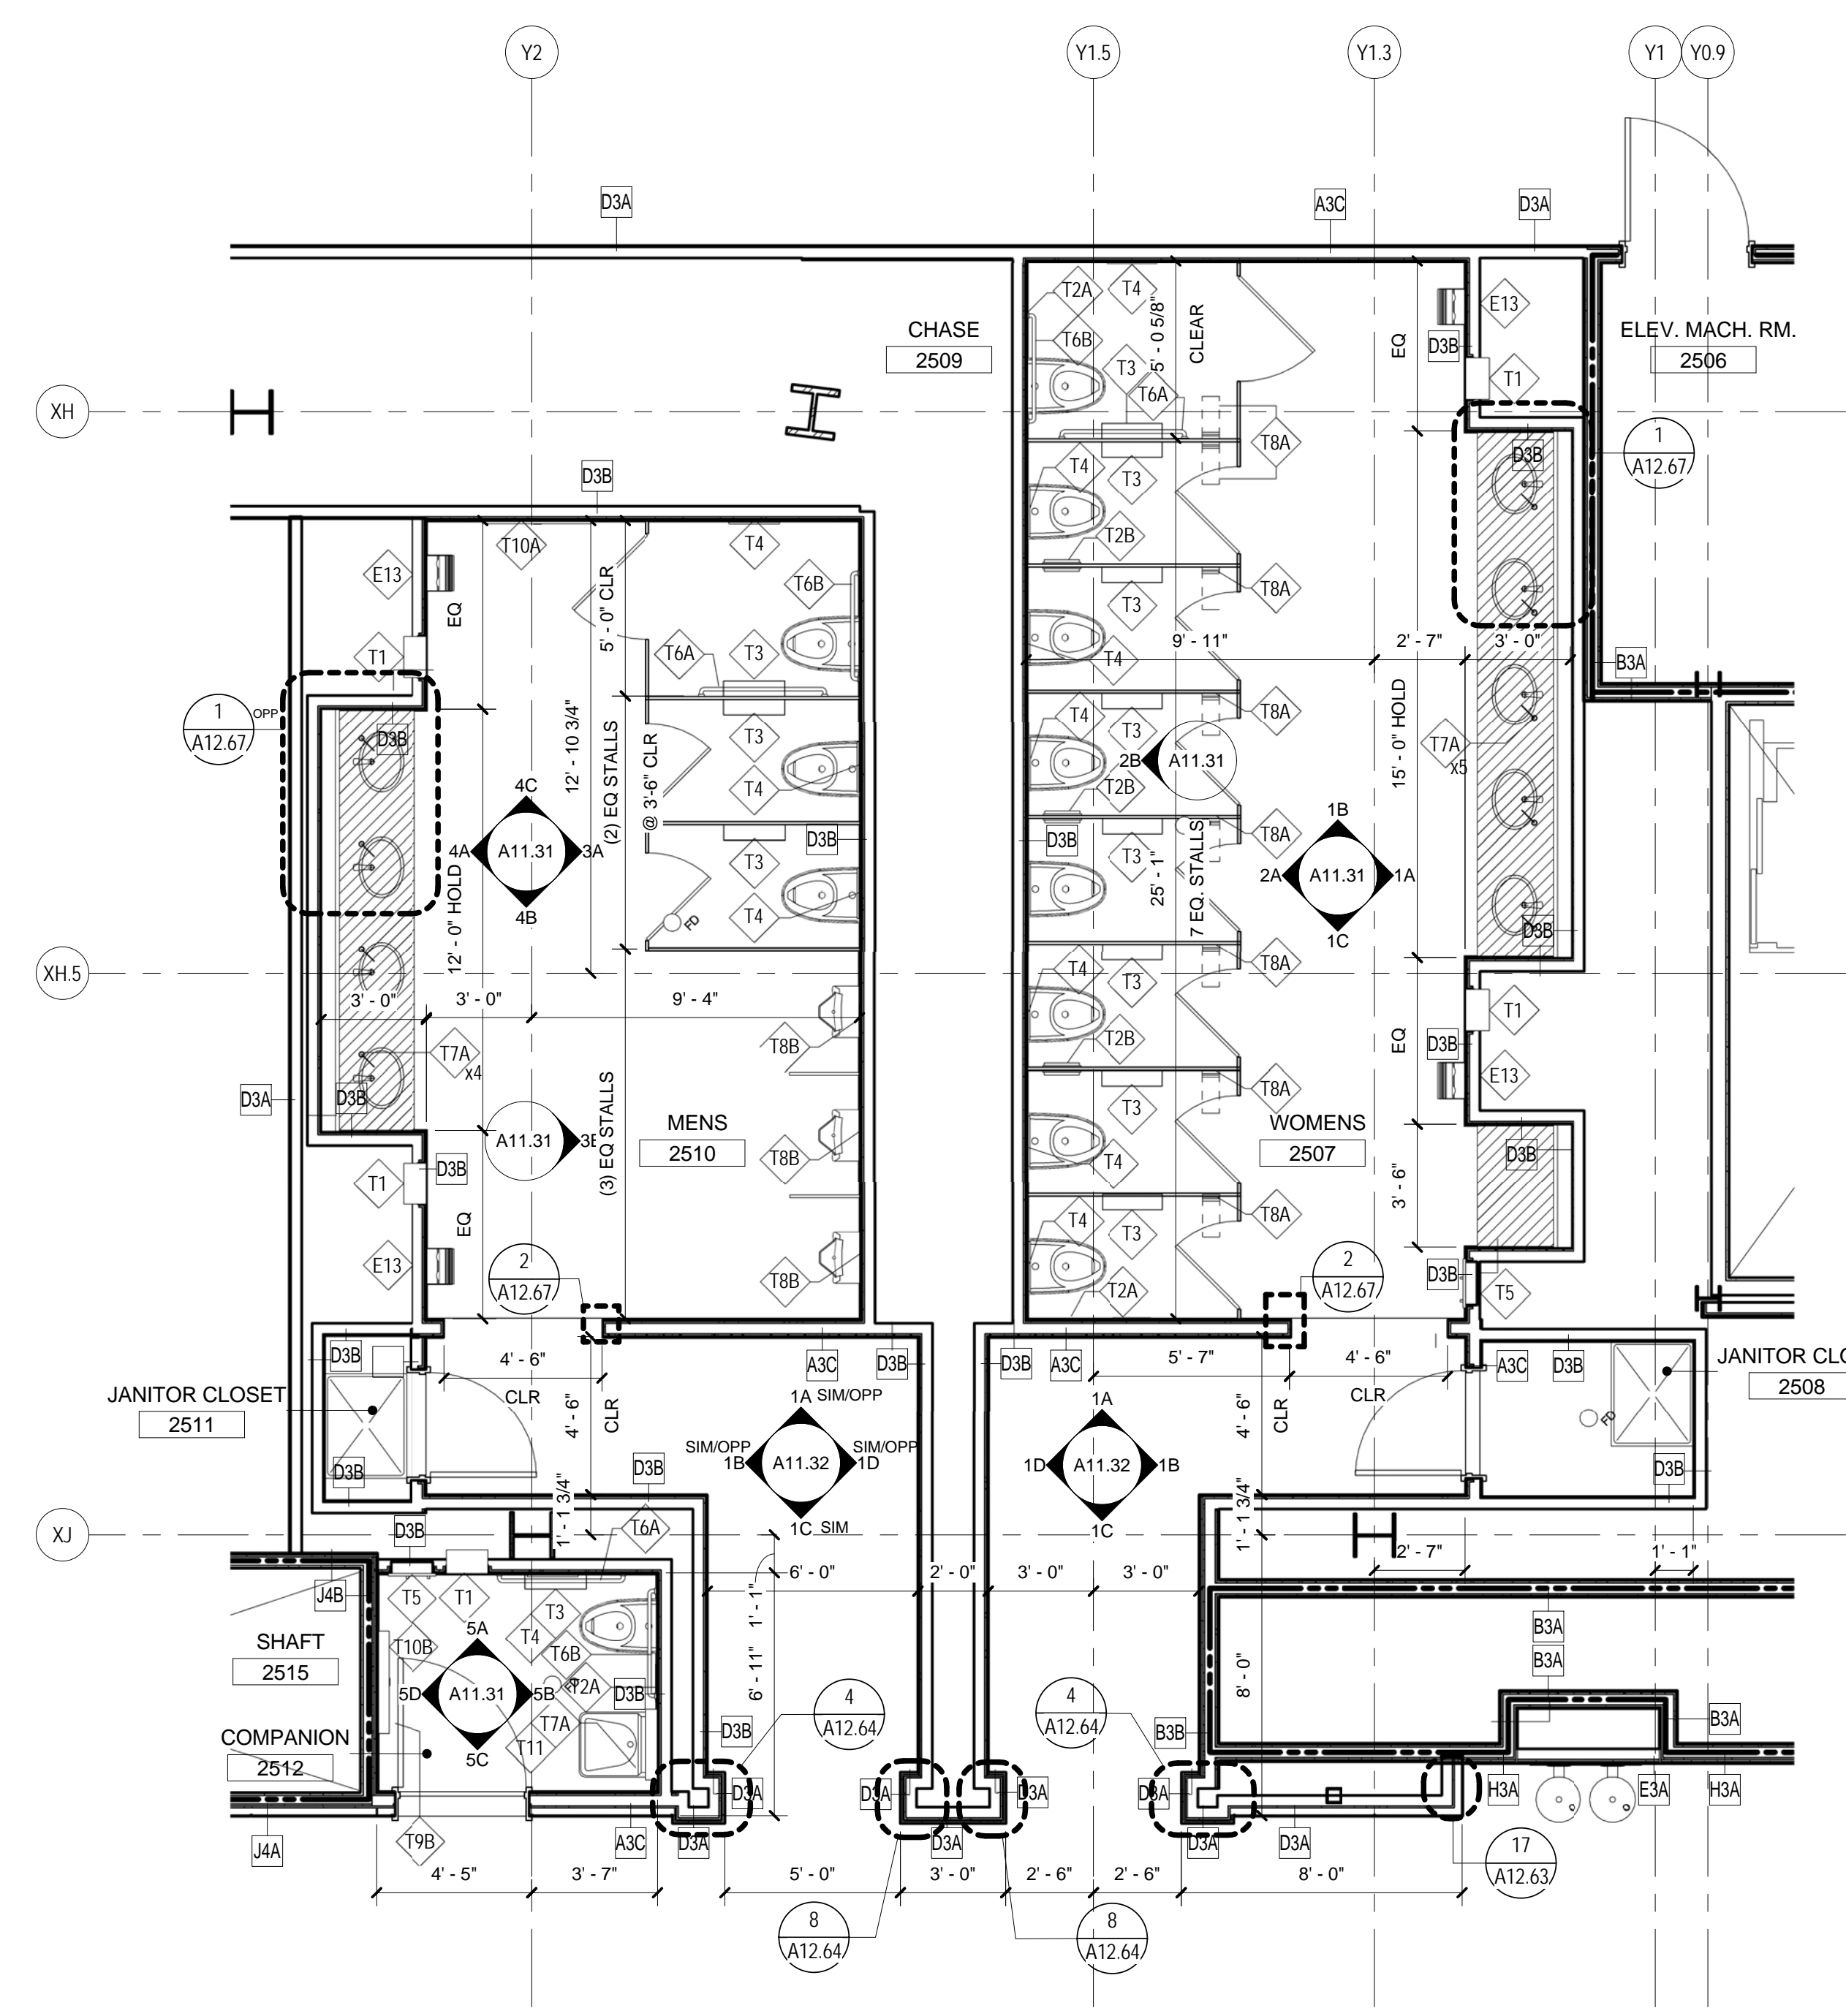 Y2
Y1.5
Y1.3
Y1
Y0.9
D3A
A3C
D3A
T2A
T4
E13
CHASE
2509
5' - 0 5/8"
CLEAR
EQ
D3B
ELEV. MACH. RM.
2506
T6B
T3
T6A
T1
XH
T8A
1
A12.67
D3B
D3B
T4
T3
T10A
T4
T2B
E13
T6B
T3
T8A
EQ
5' - 0" CLR
T1
T6A
T3
T4
9' - 11"
2' - 7"
3' - 0"
B3A
1
A12.67
OPP
D3B
12' - 10 3/4"
(2) EQ STALLS
@ 3'-6" CLR
T3
T4
T3
T8A
2B
A11.31
15' - 0" HOLD
T7A
x5
4C
4A
A11.31
3A
4B
T4
T2B
D3B
T3
D3B
D3B
T3
T8A
1B
2A
A11.31
1A
1C
T4
25' - 1"
7 EQ. STALLS
D3B
12' - 0" HOLD
XH.5
T4
T3
T8A
3' - 0"
3' - 0"
9' - 4"
T1
T7A
x4
T8B
T2B
D3B
E13
D3A
D3B
T3
T8A
MENS
2510
WOMENS
2507
A11.31
(3) EQ STALLS
T8B
T4
D3B
D3B
T1
3' - 6"
EQ
T4
T3
T8A
E13
2
A12.67
T8B
T2A
2
A12.67
D3B
T5
D3B
4' - 6"
CLR
A3C
D3B
D3B
A3C
5' - 7"
4' - 6"
CLR
A3C
D3B
JANITOR CLOSET
2511
JANITOR CLO
2508
4' - 6"
CLR
1A SIM/OPP
SIM/OPP
1B
A11.32
SIM/OPP
1D
1C SIM
1A
1D
A11.32
1B
1C
4' - 6"
CLR
FD
D3B
D3B
D3B
XJ
D3B
1' - 1 3/4"
T6A
1' - 1 3/4"
J4B
T5
T1
T3
6' - 0"
2' - 0"
3' - 0"
3' - 0"
2' - 7"
1' - 1"
1' - 1"
SHAFT
2515
T10B
5A
T4
T6B
T2A
5D
A11.31
5B
D3B
5C
T7A
T11
6' - 11"
8' - 0"
B3A
B3A
COMPANION
2512
D3B
4
A12.64
4
A12.64
B3B
B3A
D3A
D3A
D3A
D3A
H3A
E3A
H3A
J4A
T9B
A3C
D3A
D3A
D3A
D3A
17
A12.63
4' - 5"
3' - 7"
5' - 0"
3' - 0"
2' - 6"
2' - 6"
8' - 0"
8
A12.64
8
A12.64